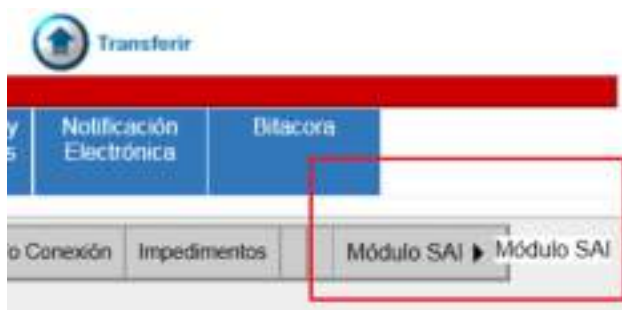 Transferir
y Notificación Bitacora
s Electrónica
o Conexión Impedimentos Módulo SAI Módulo SAI